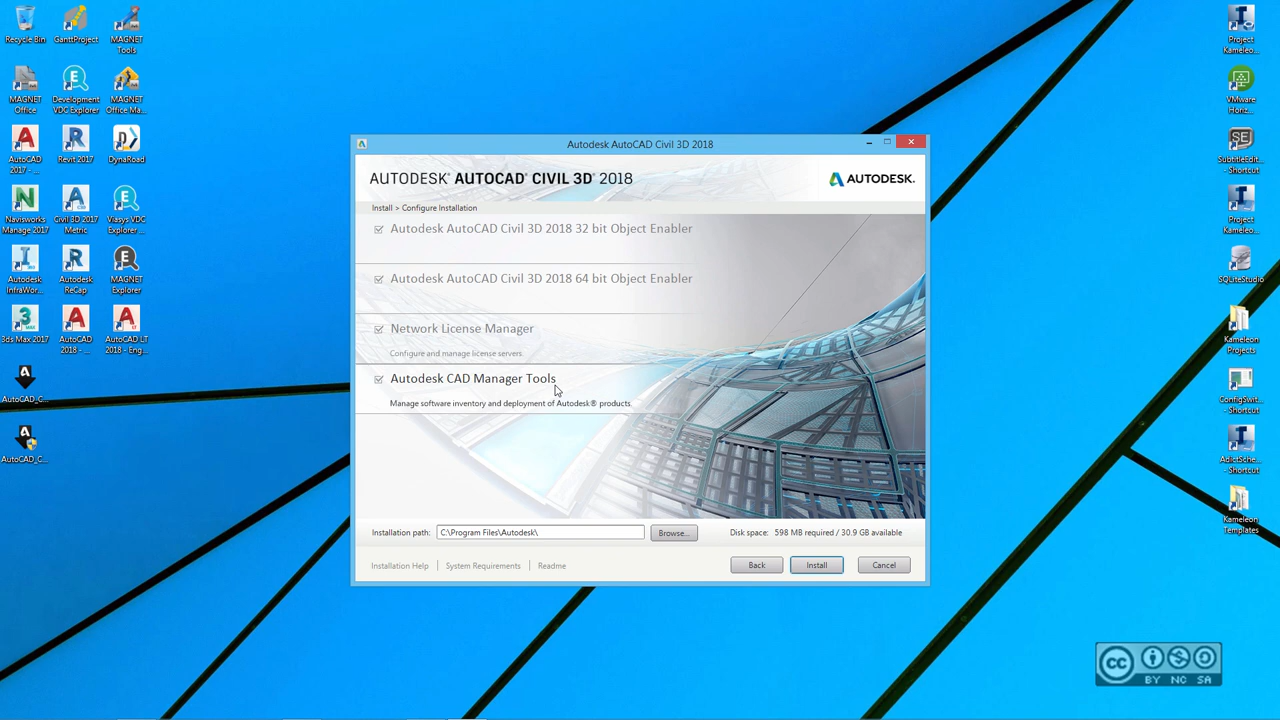 Recycle Bin
GanttProject
MAGNET
Tools
MAGNET
Office
Development
VDC Explorer
MAGNET
Office Ma...
AutoCAD
2017 - ...
Revit 2017
DynaRoad
Navisworks
Manage 2017
Civil 3D 2017
Metric
Viasys VDC
Explorer ...
Autodesk
InfraWor...
Autodesk
ReCap
MAGNET
Explorer
3ds Max 2017
AutoCAD
2018 - ...
AutoCAD LT
2018 - Eng...
AutoCAD_C...
AutoCAD_C...
Autodesk AutoCAD Civil 3D 2018
AUTODESK® AUTOCAD® CIVIL 3D® 2018
AUTODESK.
Install > Configure Installation
Autodesk AutoCAD Civil 3D 2018 32 bit Object Enabler
Autodesk AutoCAD Civil 3D 2018 64 bit Object Enabler
Network License Manager
Configure and manage license servers.
Autodesk CAD Manager Tools
Manage software inventory and deployment of Autodesk® products.
Installation path: C:\Program Files\Autodesk\ Browse... Disk space: 598 MB required / 30.9 GB available
Installation Help | System Requirements | Readme Back Install Cancel
Project
Kameleo...
VMware
Horiz...
SubtitleEdit...
- Shortcut
Project
Kameleo...
SQLiteStudio
Kameleon
Projects
ConfigSwit...
- Shortcut
AdictSche...
- Shortcut
Kameleon
Templates
cc BY NC SA